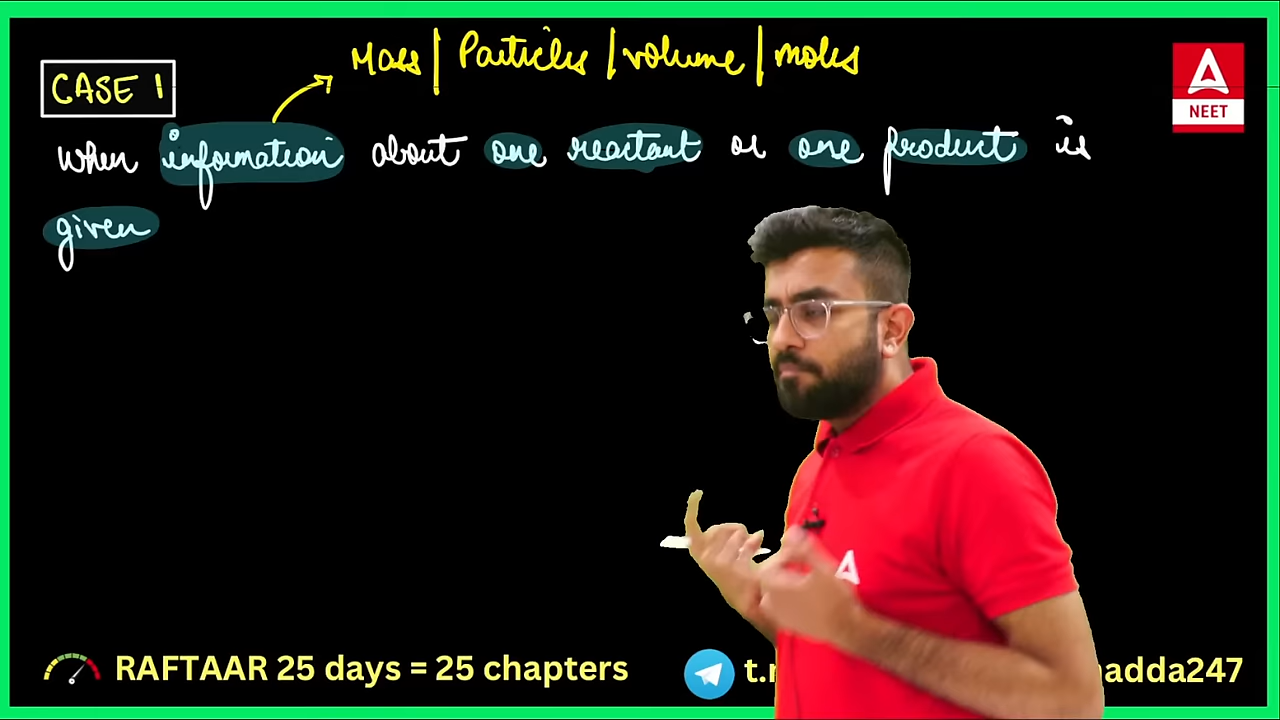 Mass | Particles | volume | moles
CASE 1
When information about one reactant or one product is
given
NEET
RAFTAAR 25 days = 25 chapters
adda247